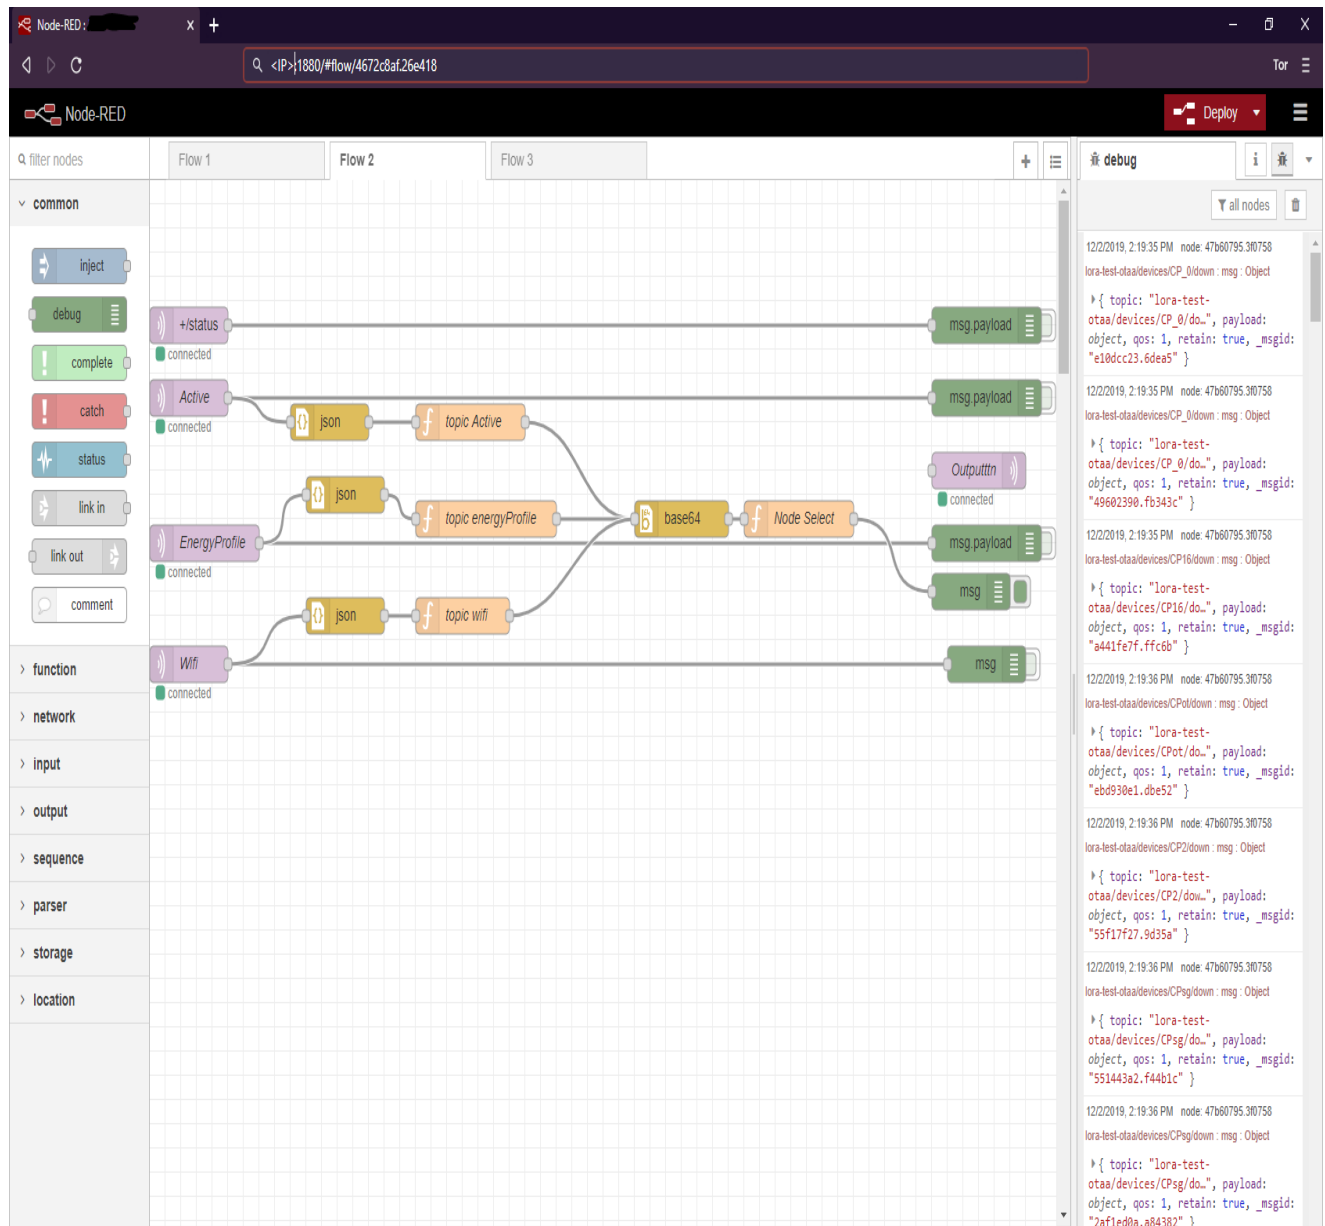 Node-RED :
x +
<IP>:1880/#flow/4672c8af.26e418
Tor
Node-RED
Deploy
filter nodes
Flow 1
Flow 2
Flow 3
debug
i
all nodes
common
inject
debug
complete
catch
status
link in
link out
comment
function
network
input
output
sequence
parser
storage
location
+/status
connected
msg.payload
Active
connected
json
topic Active
msg.payload
Outputttn
connected
json
topic energyProfile
base64
Node Select
EnergyProfile
connected
msg.payload
msg
json
topic wifi
Wifi
connected
msg
12/2/2019, 2:19:35 PM node: 47b60795.3f0758
lora-test-otaa/devices/CP_0/down : msg : Object
{ topic: "lora-test-
otaa/devices/CP_0/do…", payload:
object, qos: 1, retain: true, _msgid:
"e10dcc23.6dea5" }
12/2/2019, 2:19:35 PM node: 47b60795.3f0758
lora-test-otaa/devices/CP_0/down : msg : Object
{ topic: "lora-test-
otaa/devices/CP_0/do…", payload:
object, qos: 1, retain: true, _msgid:
"49602390.fb343c" }
12/2/2019, 2:19:35 PM node: 47b60795.3f0758
lora-test-otaa/devices/CP16/down : msg : Object
{ topic: "lora-test-
otaa/devices/CP16/do…", payload:
object, qos: 1, retain: true, _msgid:
"a441fe7f.ffc6b" }
12/2/2019, 2:19:36 PM node: 47b60795.3f0758
lora-test-otaa/devices/CPot/down : msg : Object
{ topic: "lora-test-
otaa/devices/CPot/do…", payload:
object, qos: 1, retain: true, _msgid:
"ebd930e1.dbe52" }
12/2/2019, 2:19:36 PM node: 47b60795.3f0758
lora-test-otaa/devices/CP2/down : msg : Object
{ topic: "lora-test-
otaa/devices/CP2/dow…", payload:
object, qos: 1, retain: true, _msgid:
"55f17f27.9d35a" }
12/2/2019, 2:19:36 PM node: 47b60795.3f0758
lora-test-otaa/devices/CPsg/down : msg : Object
{ topic: "lora-test-
otaa/devices/CPsg/do…", payload:
object, qos: 1, retain: true, _msgid:
"551443a2.f44b1c" }
12/2/2019, 2:19:36 PM node: 47b60795.3f0758
lora-test-otaa/devices/CPsg/down : msg : Object
{ topic: "lora-test-
otaa/devices/CPsg/do…", payload:
object, qos: 1, retain: true, _msgid:
"2af1ed0a.a84382" }